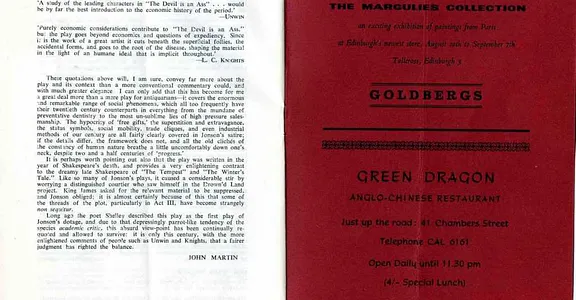 'A study of the leading characters in "The Devil is an Ass" . . . would
be by far the best introduction to the economic history of the period.'
—UNWIN
'Purely economic considerations contribute to "The Devil is an Ass,"
but the play goes beyond economics and questions of expediency. Since
it is the work of a great artist it cuts beneath the superficial follies, the
accidental forms, and goes to the root of the disease, shaping the material
in the light of an humane ideal that is implicit throughout.'
—L. C. KNIGHTS
These quotations above will, I am sure, convey far more about the
play and its context than a more conventional commentary could, and
with much greater elegance. I can only add that this has become for me
a great deal more than a mere play for antiquarians—it covers the enormous
and remarkable range of social phenomena, which all too frequently have
their twentieth century counterparts in everything from the mundane of
preventative dentistry to the most un-sublime lies of high pressure sales-
manship. The hypocrisy of 'free gifts,' the superstition and extravagance,
the status symbols, social mobility, trade cliques, and even industrial
methods of our century are all fairly clearly covered in Jonson's satire;
if the details differ, the framework does not, and all the old clichés of
the constancy of human nature breathe a little uncomfortably down one's
neck, despite ten and a half centuries of "progress."
It is perhaps worth pointing out also that the play was written in the
year of Shakespeare's death, and provides a very enlightening contrast
to the dreamy late Shakespeare of "The Tempest" and "The Winter's
Tale." Like so many of Jonson's plays, it caused a considerable stir by
worrying a distinguished courtier who saw himself in the Drown'd Land
project. King James asked for the relevant material to be suppressed,
and Jonson obliged; it is almost certainly because of this that some of
the threads of the plot, particularly in Act III, have become strangely
non sequitur.
Long ago the poet Shelley described this play as the first play of
Jonson's dotage, and due to that depressingly parrot-like tendency of the
species academic critic, this absurd view-point has been continually re-
quoted and allowed to survive; it is only this century, with the more
enlightened comments of people such as Unwin and Knights, that a fairer
judgment has righted the balance.
JOHN MARTIN
THE MARGULIES COLLECTION
an exciting exhibition of paintings from Paris
at Edinburgh's newest store, August 20th to September 7th
Tollcross, Edinburgh 3
GOLDBERGS
GREEN DRAGON
ANGLO-CHINESE RESTAURANT
Just up the road: 41 Chambers Street
Telephone CAL 6161
Open Daily until 11.30 pm
(4/- Special Lunch)